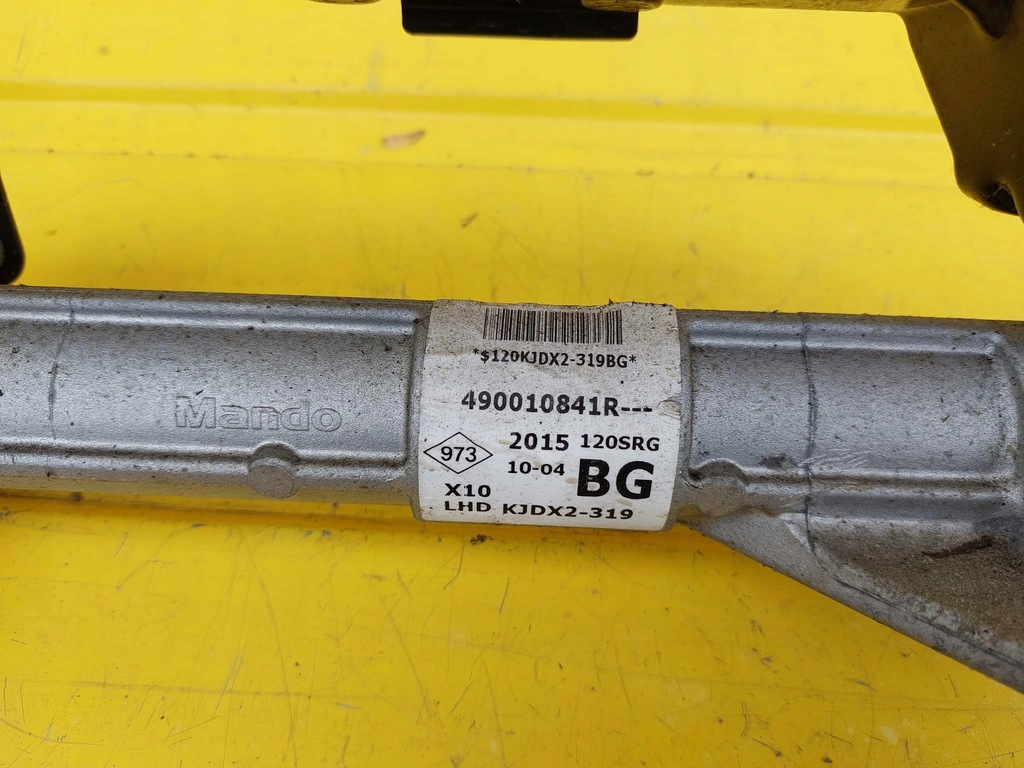 *$120KJDX2-319BG*
490010841R---
Mando
973
2015 120SRG
10-04 BG
X10
LHD KJDX2-319